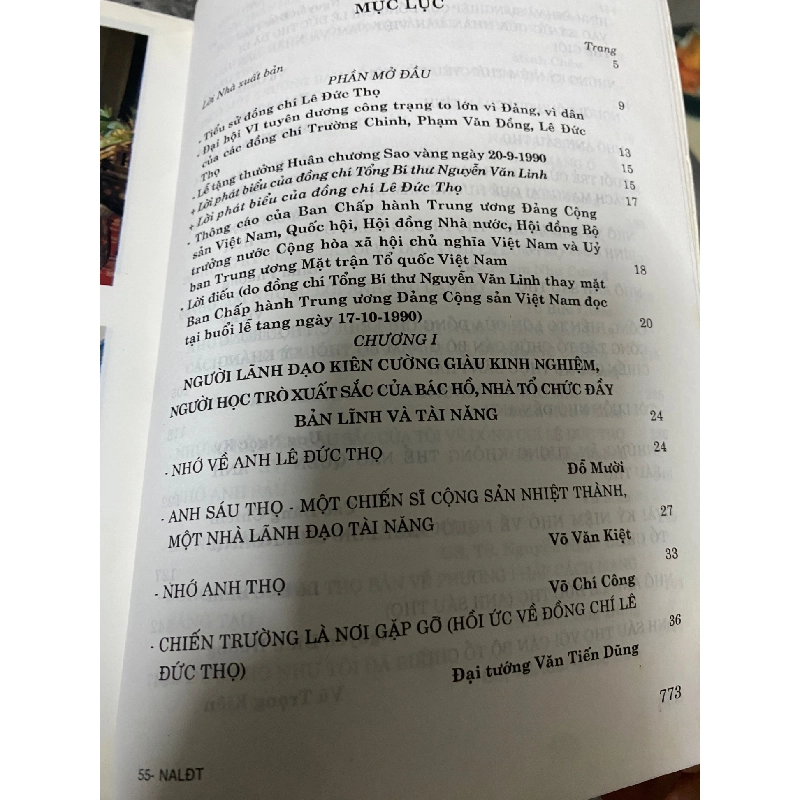 MỤC LỤC
Trang
Lời Nhà xuất bản 5
PHẦN MỞ ĐẦU
- Tiểu sử đồng chí Lê Đức Thọ 9
- Đại hội VI tuyên dương công trạng to lớn vì Đảng, vì dân
của các đồng chí Trường Chinh, Phạm Văn Đồng, Lê Đức
Thọ 13
- Lễ tặng thưởng Huân chương Sao vàng ngày 20-9-1990 15
+ Lời phát biểu của đồng chí Tổng Bí thư Nguyễn Văn Linh 15
+ Lời phát biểu của đồng chí Lê Đức Thọ 17
- Thông cáo của Ban Chấp hành Trung ương Đảng Cộng
sản Việt Nam, Quốc hội, Hội đồng Nhà nước, Hội đồng Bộ
trưởng nước Cộng hòa xã hội chủ nghĩa Việt Nam và Uỷ
ban Trung ương Mặt trận Tổ quốc Việt Nam 18
- Lời điếu (do đồng chí Tổng Bí thư Nguyễn Văn Linh thay mặt
Ban Chấp hành Trung ương Đảng Cộng sản Việt Nam đọc
tại buổi lễ tang ngày 17-10-1990) 20
CHƯƠNG I
NGƯỜI LÃNH ĐẠO KIÊN CƯỜNG GIÀU KINH NGHIỆM,
NGƯỜI HỌC TRÒ XUẤT SẮC CỦA BÁC HỒ, NHÀ TỔ CHỨC ĐẦY
BẢN LĨNH VÀ TÀI NĂNG 24
- NHỚ VỀ ANH LÊ ĐỨC THỌ 24
Đỗ Mười
- ANH SÁU THỌ - MỘT CHIẾN SĨ CỘNG SẢN NHIỆT THÀNH,
MỘT NHÀ LÃNH ĐẠO TÀI NĂNG 27
Võ Văn Kiệt
- NHỚ ANH THỌ 33
Võ Chí Công
- CHIẾN TRƯỜNG LÀ NƠI GẶP GỠ (HỒI ỨC VỀ ĐỒNG CHÍ LÊ
ĐỨC THỌ) 36
Đại tướng Văn Tiến Dũng
773
55- NALĐT